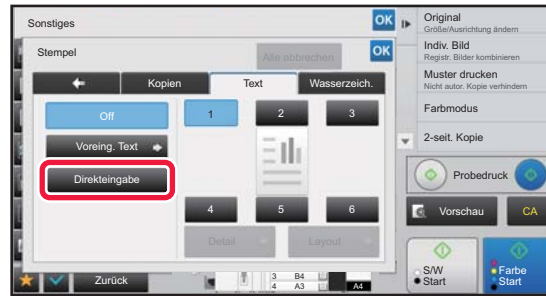 Sonstiges
OK
Stempel
Alle abbrechen
OK
Kopien
Text
Wasserzeich.
Off
1
2
3
Voreing. Text
Direkteingabe
4
5
6
Detail
Layout
Zurück
3 B4
4 A3
A4
Original
Größe/Ausrichtung ändern
Indiv. Bild
Registr. Bilder kombinieren
Muster drucken
Nicht autor. Kopie verhindern
Farbmodus
2-seit. Kopie
Probedruck
Vorschau
CA
S/W
Start
Farbe
Start